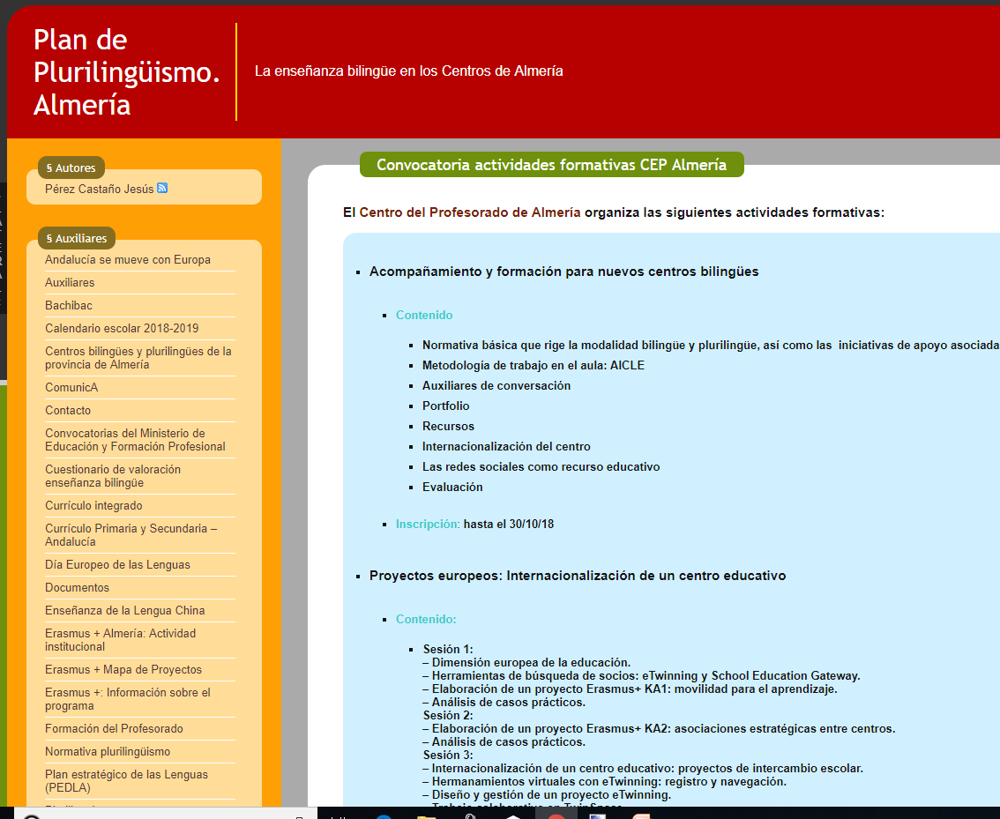 Plan de
Plurilingüismo.
Almería
La enseñanza bilingüe en los Centros de Almería
§ Autores
Pérez Castaño Jesús
§ Auxiliares
Andalucía se mueve con Europa
Auxiliares
Bachibac
Calendario escolar 2018-2019
Centros bilingües y plurilingües de la
provincia de Almería
ComunicA
Contacto
Convocatorias del Ministerio de
Educación y Formación Profesional
Cuestionario de valoración
enseñanza bilingüe
Currículo integrado
Currículo Primaria y Secundaria –
Andalucía
Día Europeo de las Lenguas
Documentos
Enseñanza de la Lengua China
Erasmus + Almería: Actividad
institucional
Erasmus + Mapa de Proyectos
Erasmus +: Información sobre el
programa
Formación del Profesorado
Normativa plurilingüismo
Plan estratégico de las Lenguas
(PEDLA)
Convocatoria actividades formativas CEP Almería
El Centro del Profesorado de Almería organiza las siguientes actividades formativas:
Acompañamiento y formación para nuevos centros bilingües
Contenido
Normativa básica que rige la modalidad bilingüe y plurilingüe, así como las iniciativas de apoyo asociada
Metodología de trabajo en el aula: AICLE
Auxiliares de conversación
Portfolio
Recursos
Internacionalización del centro
Las redes sociales como recurso educativo
Evaluación
Inscripción: hasta el 30/10/18
Proyectos europeos: Internacionalización de un centro educativo
Contenido:
Sesión 1:
– Dimensión europea de la educación.
– Herramientas de búsqueda de socios: eTwinning y School Education Gateway.
– Elaboración de un proyecto Erasmus+ KA1: movilidad para el aprendizaje.
– Análisis de casos prácticos.
Sesión 2:
– Elaboración de un proyecto Erasmus+ KA2: asociaciones estratégicas entre centros.
– Análisis de casos prácticos.
Sesión 3:
– Internacionalización de un centro educativo: proyectos de intercambio escolar.
– Hermanamientos virtuales con eTwinning: registro y navegación.
– Diseño y gestión de un proyecto eTwinning.
– Trabajo colaborativo en TwinSpace.